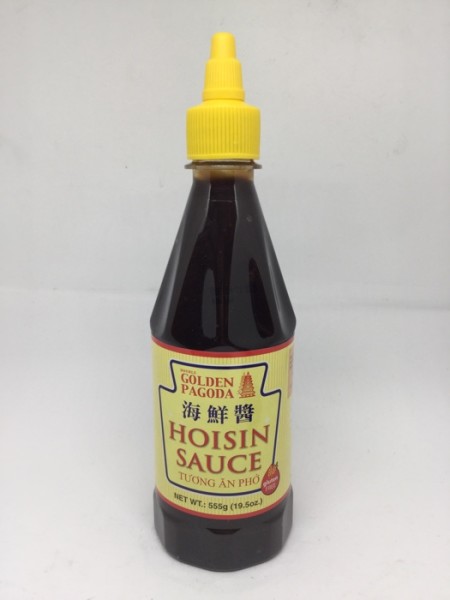 GOLDEN
PAGODA
海鮮醬
HOISIN
SAUCE
TƯƠNG ĂN PHỞ
NET WT.: 555g (19.5oz.)